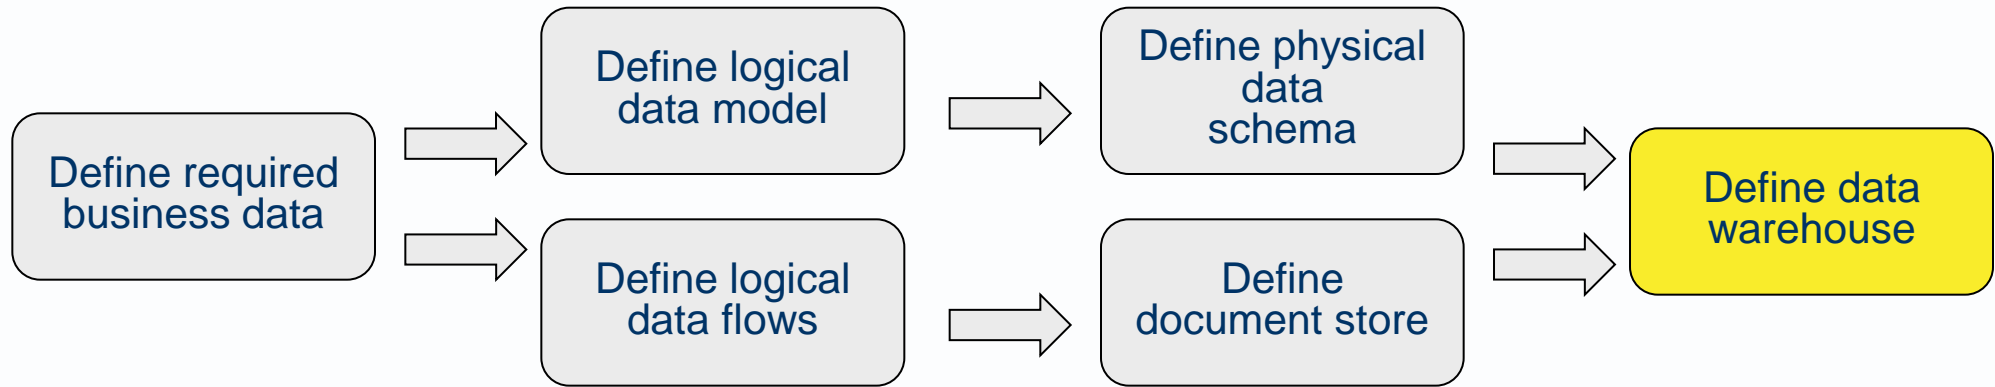 Define required
business data
Define logical
data model
Define logical
data flows
Define physical
data
schema
Define
document store
Define data
warehouse